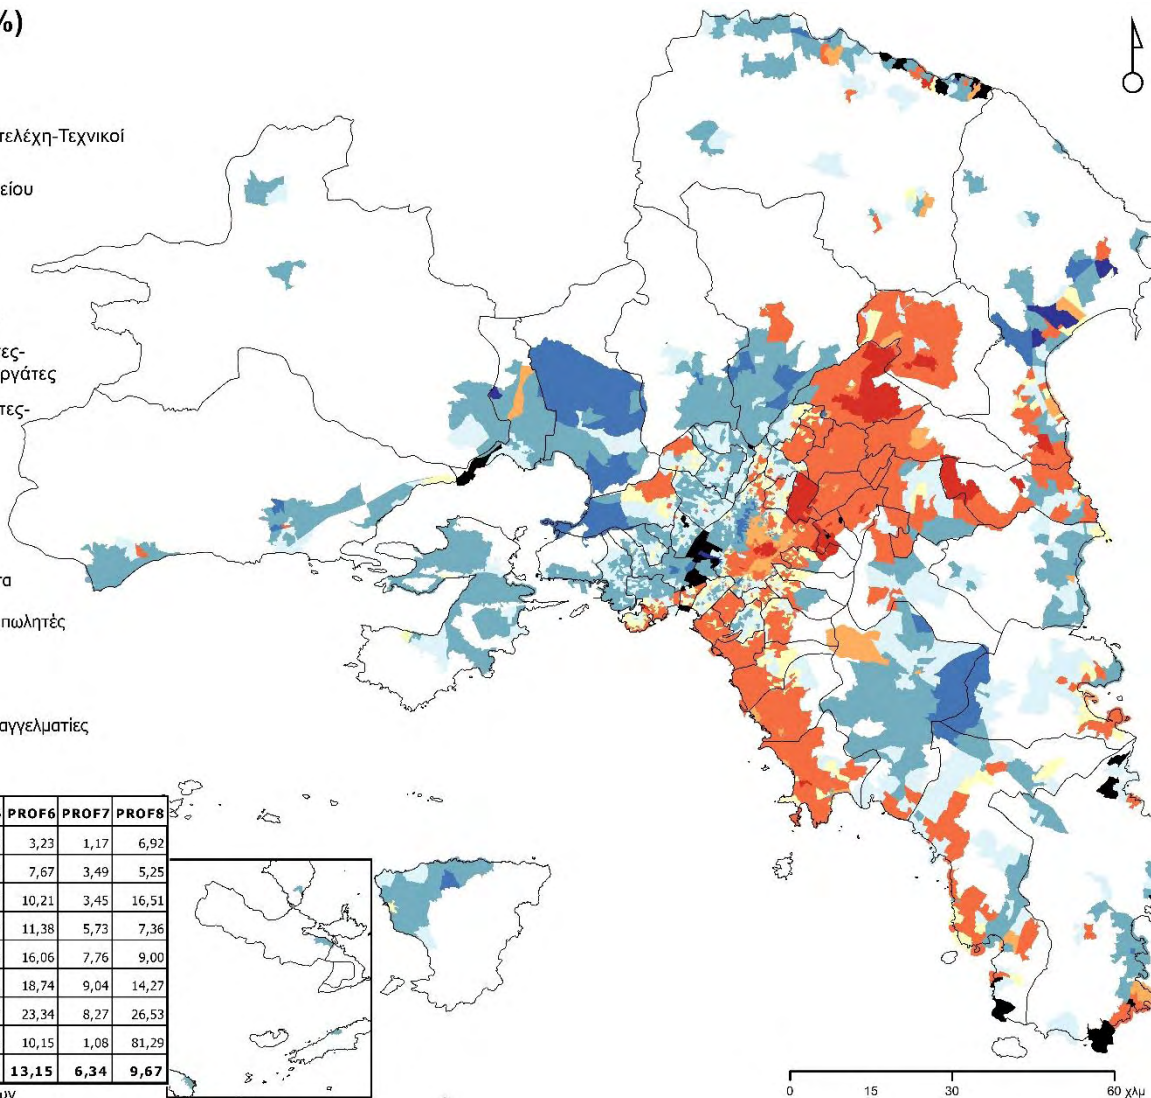 %)
τελέχη-Τεχνικοί
είου
τες-
ργάτες
τες-
τα
πωλητές
αγγελματίες
PROF6 PROF7 PROF8
3,23 1,17 6,92
7,67 3,49 5,25
10,21 3,45 16,51
11,38 5,73 7,36
16,06 7,76 9,00
18,74 9,04 14,27
23,34 8,27 26,53
10,15 1,08 81,29
13,15 6,34 9,67
0 15 30 60 χλμ